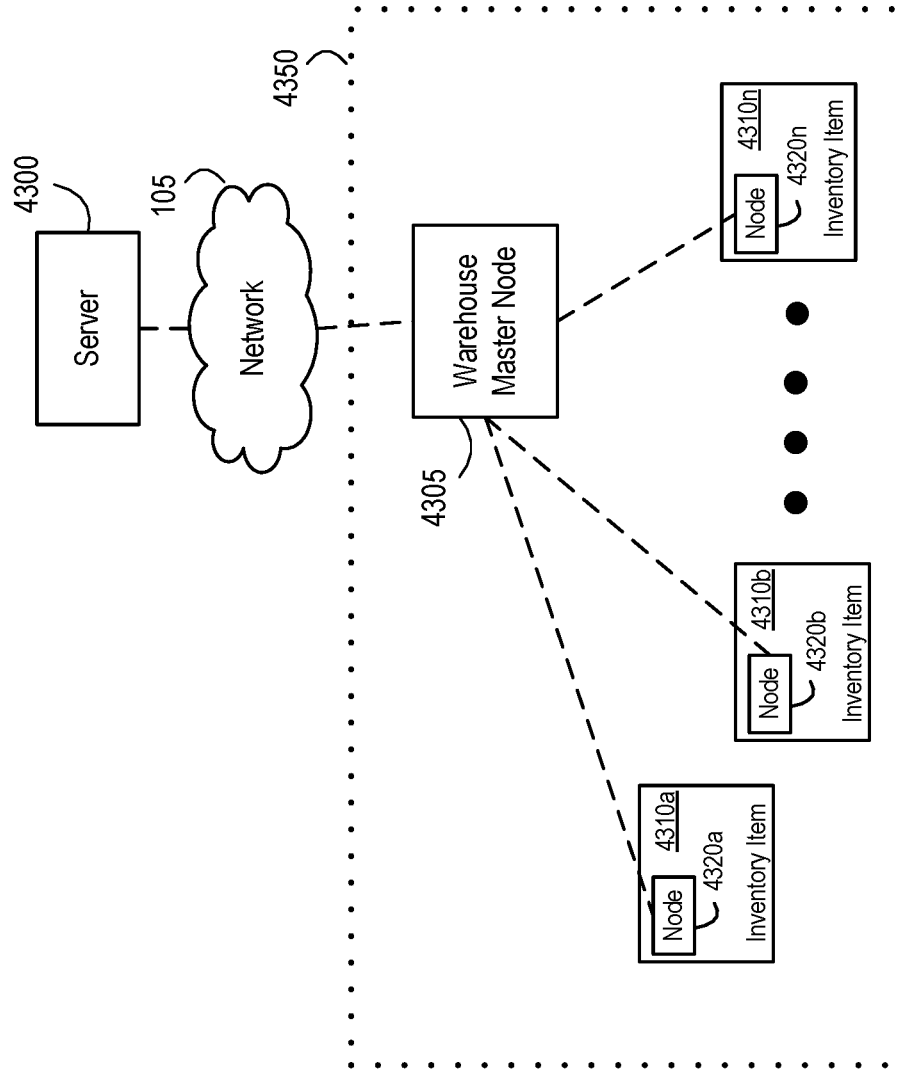 4300
Server
105
Network
4350
4305
Warehouse
Master Node
4310a
Node
4320a
Inventory Item
4310b
Node
4320b
Inventory Item
4310n
Node
4320n
Inventory Item